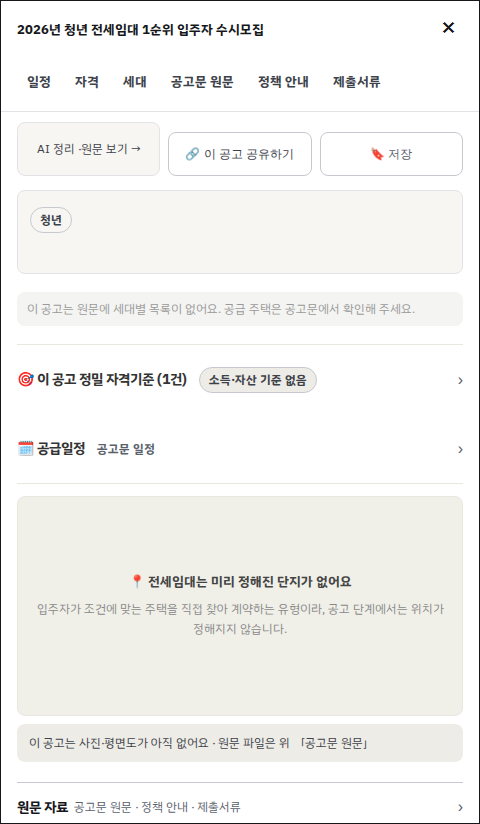 2026년 청년 전세임대 1순위 입주자 수시모집 ✕
일정 자격 세대 공고문 원문 정책 안내 제출서류
AI 정리 ·원문 보기 → 🔗 이 공고 공유하기 🔖 저장
청년
이 공고는 원문에 세대별 목록이 없어요. 공급 주택은 공고문에서 확인해 주세요.
🎯 이 공고 정밀 자격기준 (1건) 소득·자산 기준 없음 ›
🗓️ 공급일정 공고문 일정 ›
📍 전세임대는 미리 정해진 단지가 없어요
입주자가 조건에 맞는 주택을 직접 찾아 계약하는 유형이라, 공고 단계에서는 위치가
정해지지 않습니다.
이 공고는 사진·평면도가 아직 없어요 · 원문 파일은 위 「공고문 원문」
원문 자료 공고문 원문 · 정책 안내 · 제출서류 ›